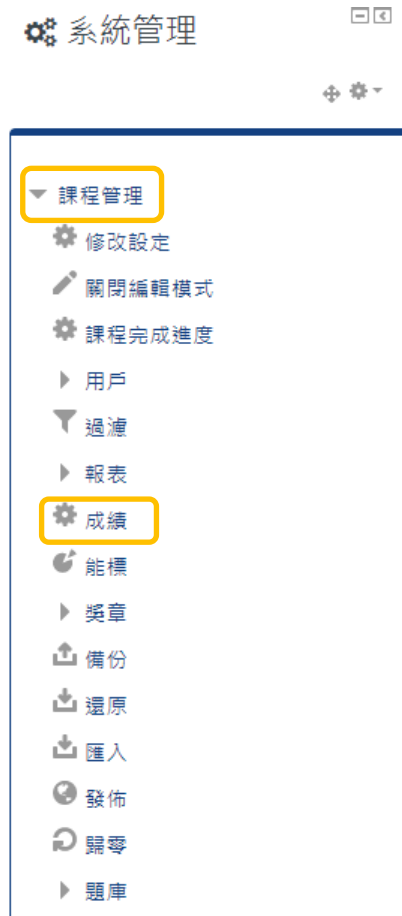 系統管理
課程管理
修改設定
關閉編輯模式
課程完成進度
用戶
過濾
報表
成績
能標
獎章
備份
還原
匯入
發佈
歸零
題庫